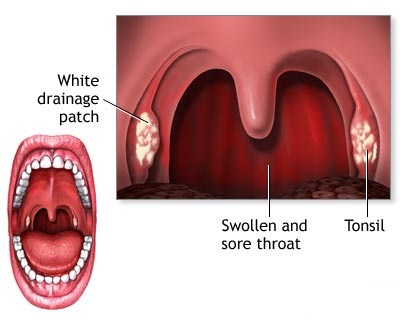 White
drainage
patch
Swollen and
sore throat
Tonsil